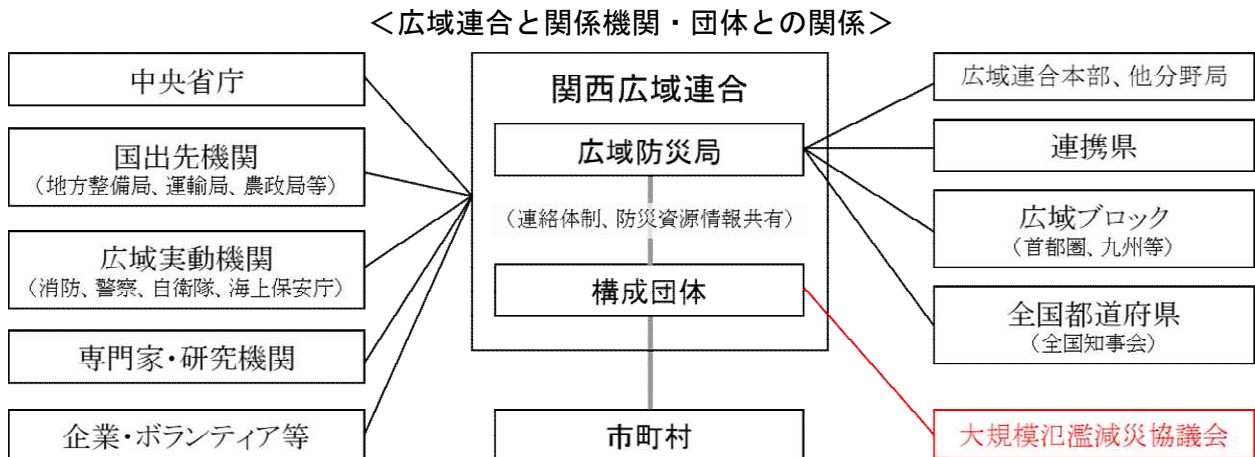 ＜広域連合と関係機関・団体との関係＞
中央省庁
国出先機関
（地方整備局、運輸局、農政局等）
広域実動機関
（消防、警察、自衛隊、海上保安庁）
専門家・研究機関
企業・ボランティア等
関西広域連合
広域防災局
（連絡体制、防災資源情報共有）
構成団体
市町村
広域連合本部、他分野局
連携県
広域ブロック
（首都圏、九州等）
全国都道府県
（全国知事会）
大規模氾濫減災協議会